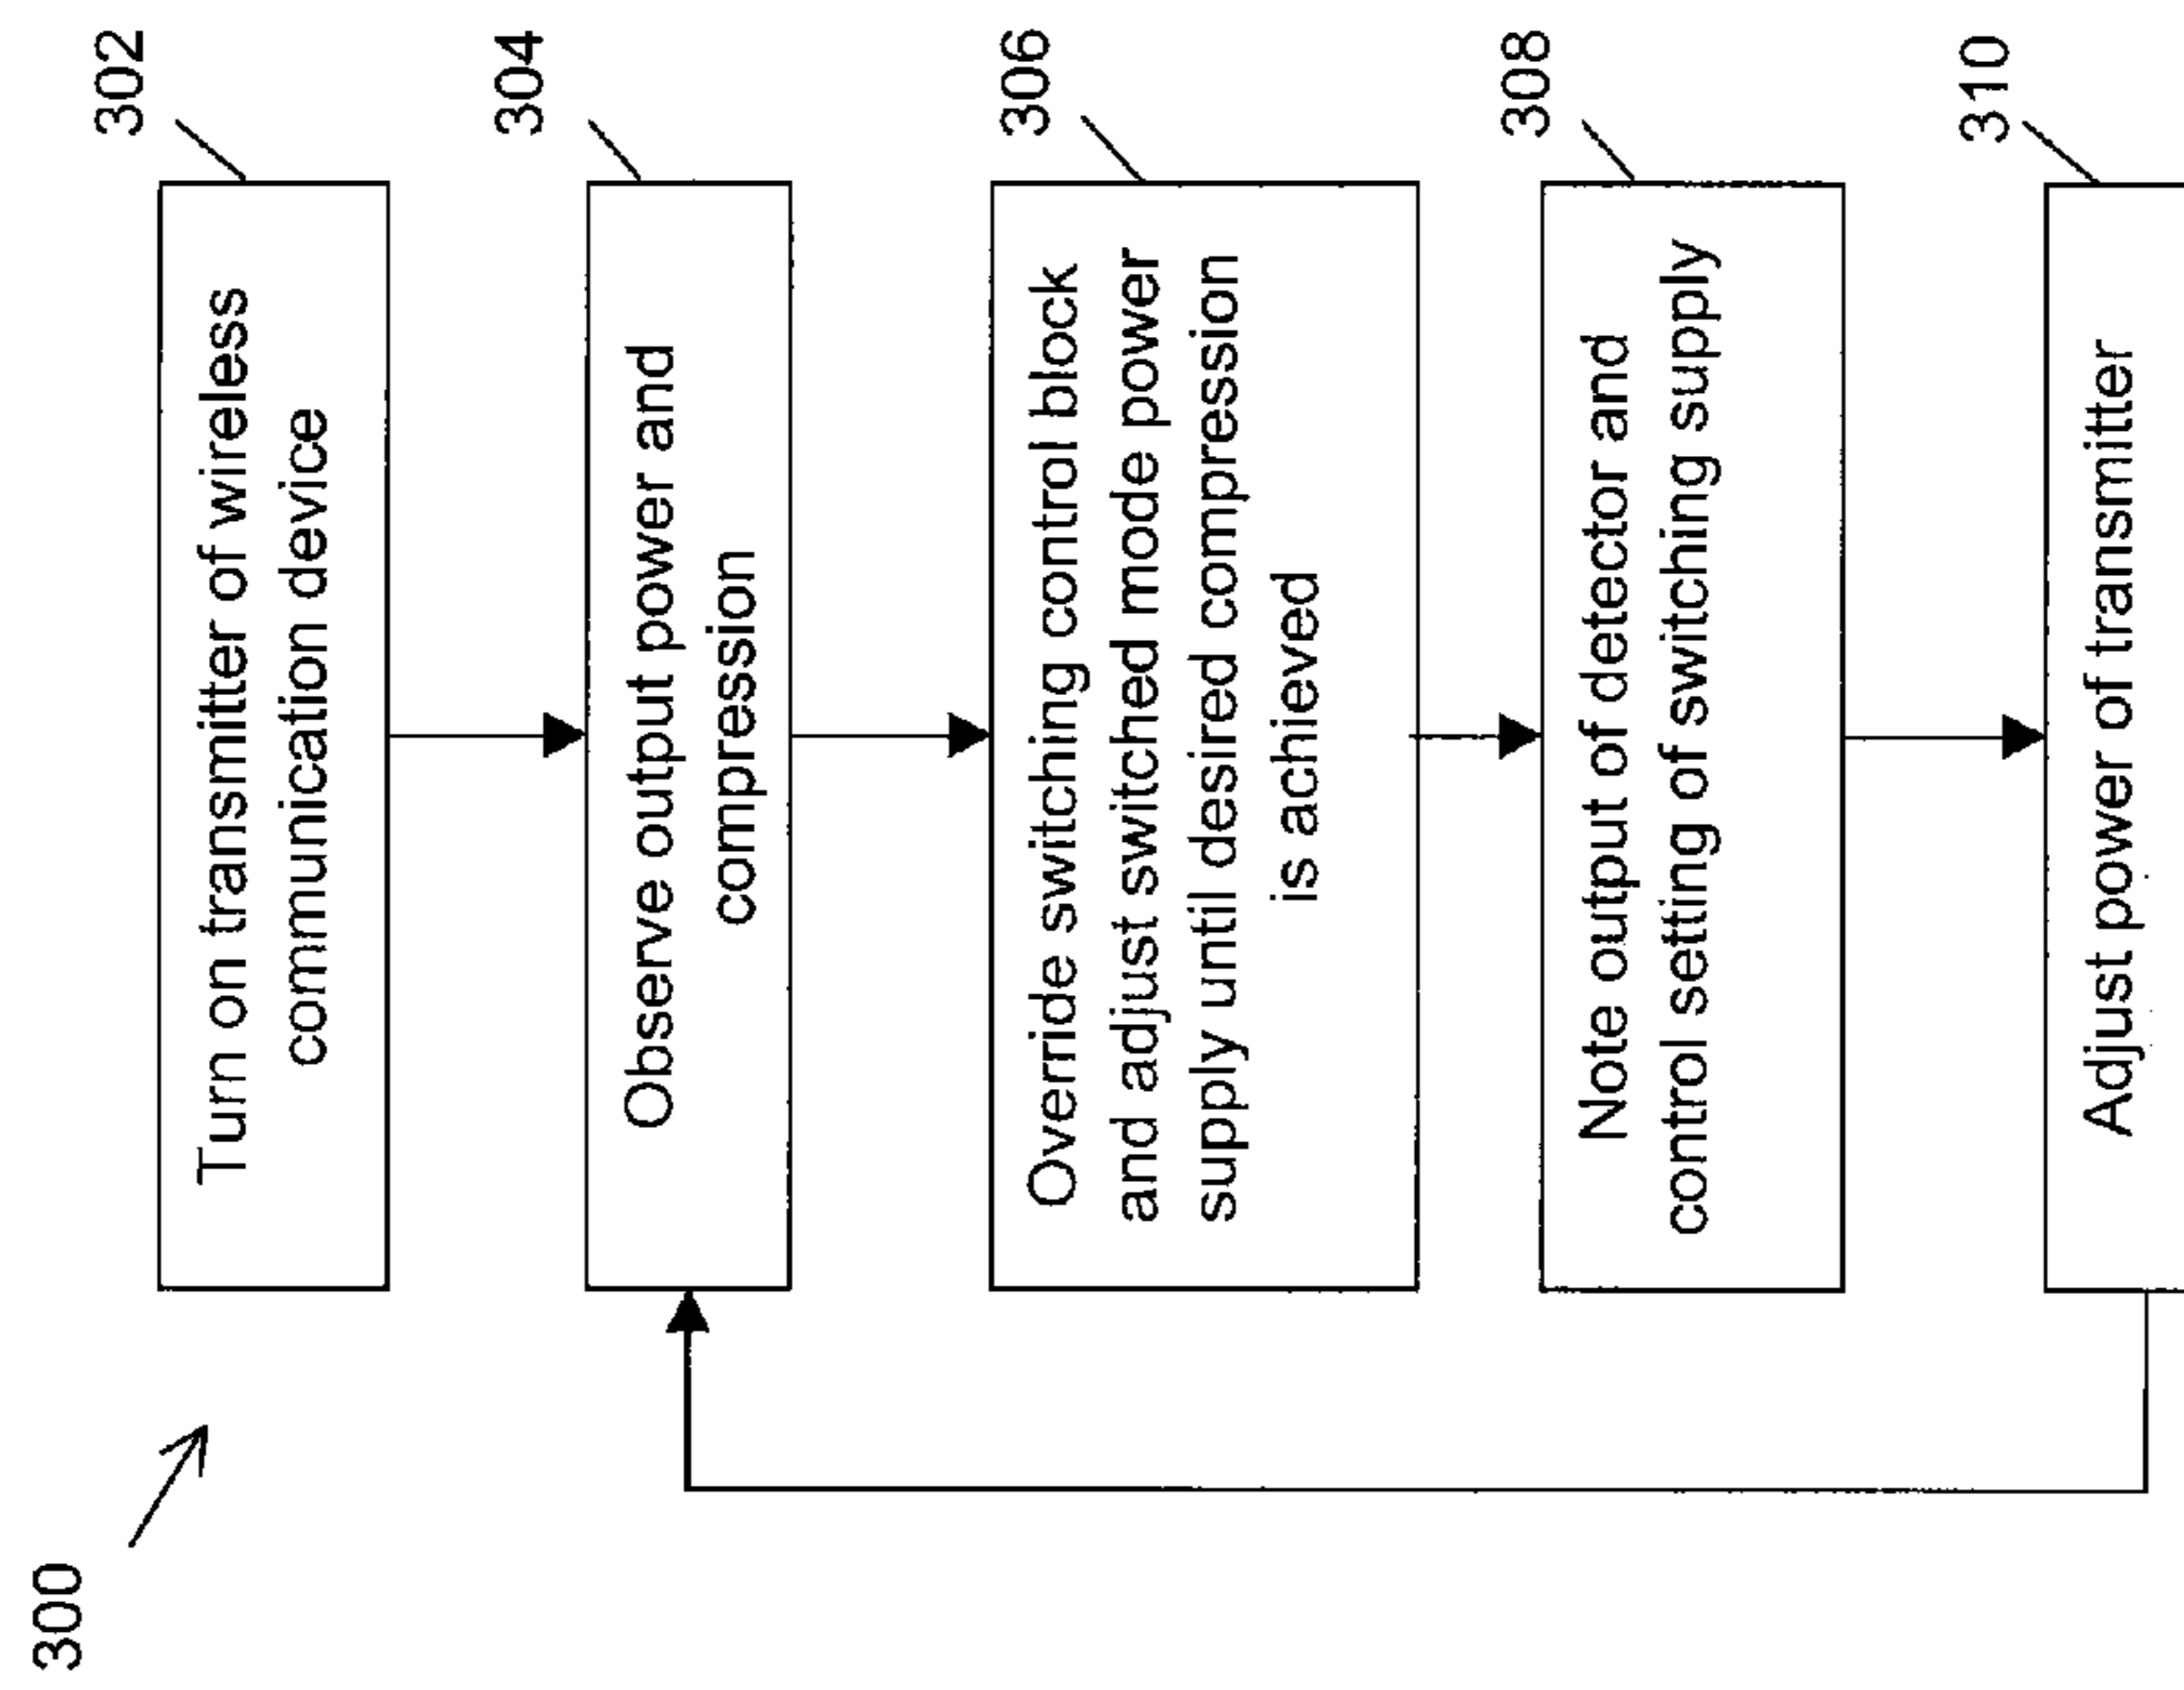 300
302
Turn on transmitter of wireless
communication device
304
Observe output power and
compression
306
Override switching control block
and adjust switched mode power
supply until desired compression
is achieved
308
Note output of detector and
control setting of switching supply
310
Adjust power of transmitter